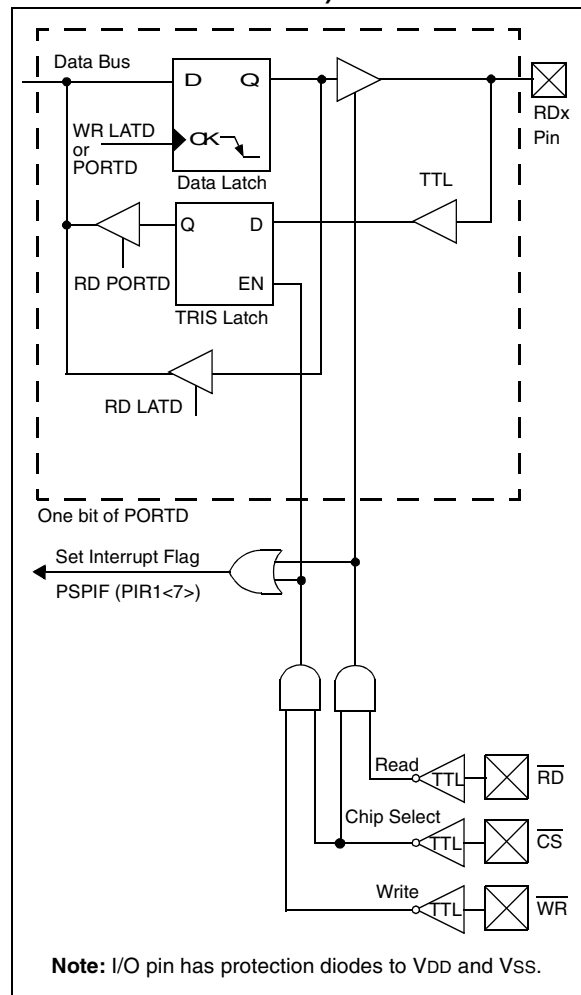 Data Bus
D Q
WR LATD
or
PORTD
CK
Data Latch
RDx
Pin
TTL
Q D
EN
RD PORTD
TRIS Latch
RD LATD
One bit of PORTD
Set Interrupt Flag
PSPIF (PIR1<7>)
Read
TTL
RD
Chip Select
TTL
CS
Write
TTL
WR
Note: I/O pin has protection diodes to VDD and VSS.